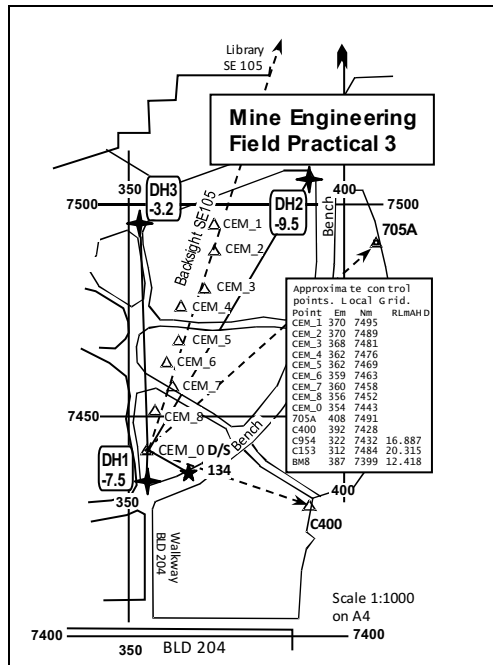 Library
SE 105
Mine Engineering
Field Practical 3
350
DH3
-3.2
400
7500
7500
DH2
-9.5
Bench
705A
Backsight SE105
CEM_1
CEM_2
CEM_3
CEM_4
CEM_5
CEM_6
CEM_7
CEM_8
Approximate control
points. Local Grid.
Point Em Nm RLmAHD
CEM_1 370 7495
CEM_2 370 7489
CEM_3 368 7481
CEM_4 362 7476
CEM_5 362 7469
CEM_6 359 7463
CEM_7 360 7458
CEM_8 356 7452
CEM_0 354 7443
705A 408 7491
C400 392 7428
C954 322 7432 16.887
C153 312 7484 20.315
BM8 387 7399 12.418
7450
CEM_0 D/S
134
Bench
DH1
-7.5
350
400
C400
Walkway
BLD 204
Scale 1:1000
on A4
7400
7400
350
BLD 204